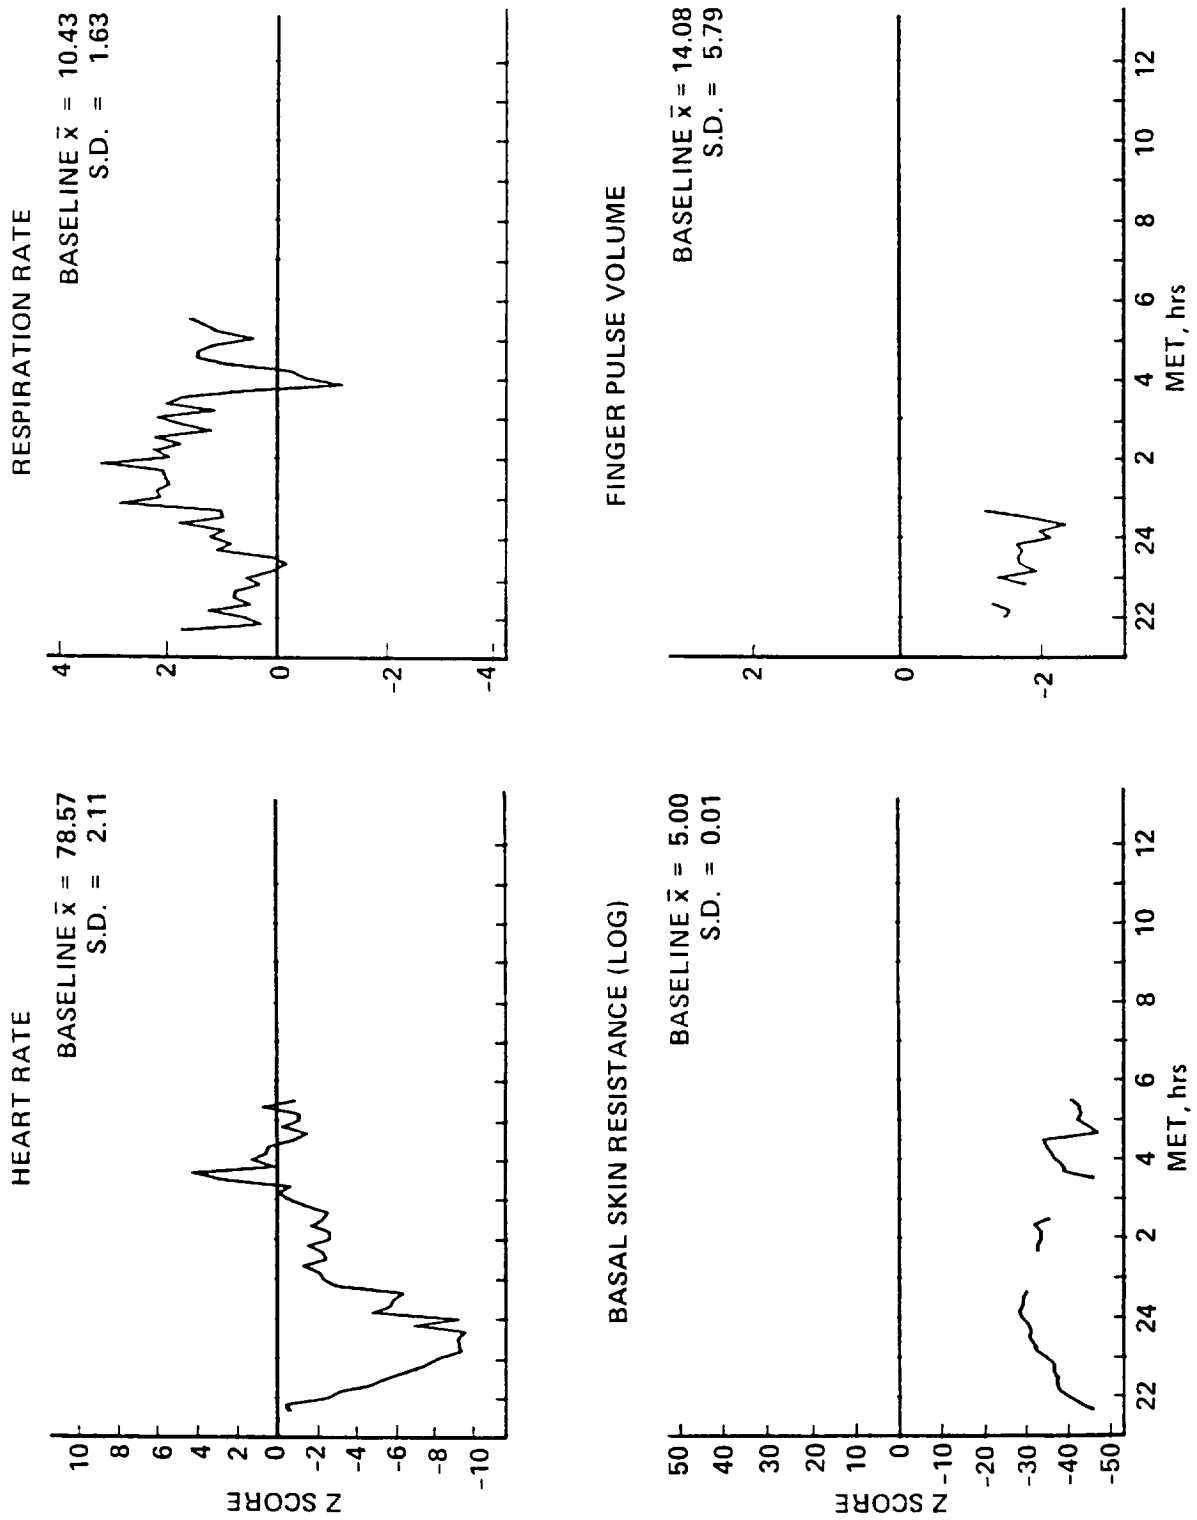 HEART RATE
BASELINE x̄ = 78.57
S.D. = 2.11
Z SCORE
10
8
6
4
2
0
-2
-4
-6
-8
-10
RESPIRATION RATE
BASELINE x̄ = 10.43
S.D. = 1.63
4
2
0
-2
-4
BASAL SKIN RESISTANCE (LOG)
BASELINE x̄ = 5.00
S.D. = 0.01
Z SCORE
50
40
30
20
10
0
-10
-20
-30
-40
-50
22 24 2 4 6 8 10 12
MET, hrs
FINGER PULSE VOLUME
BASELINE x̄ = 14.08
S.D. = 5.79
2
0
-2
22 24 2 4 6 8 10 12
MET, hrs